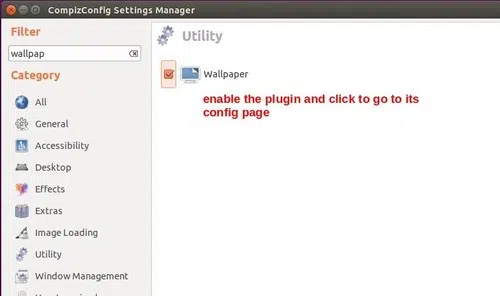 CompizConfig Settings Manager
Filter
Utility
wallpap
Wallpaper
enable the plugin and click to go to its
config page
Category
All
General
Accessibility
Desktop
Effects
Extras
Image Loading
Utility
Window Management